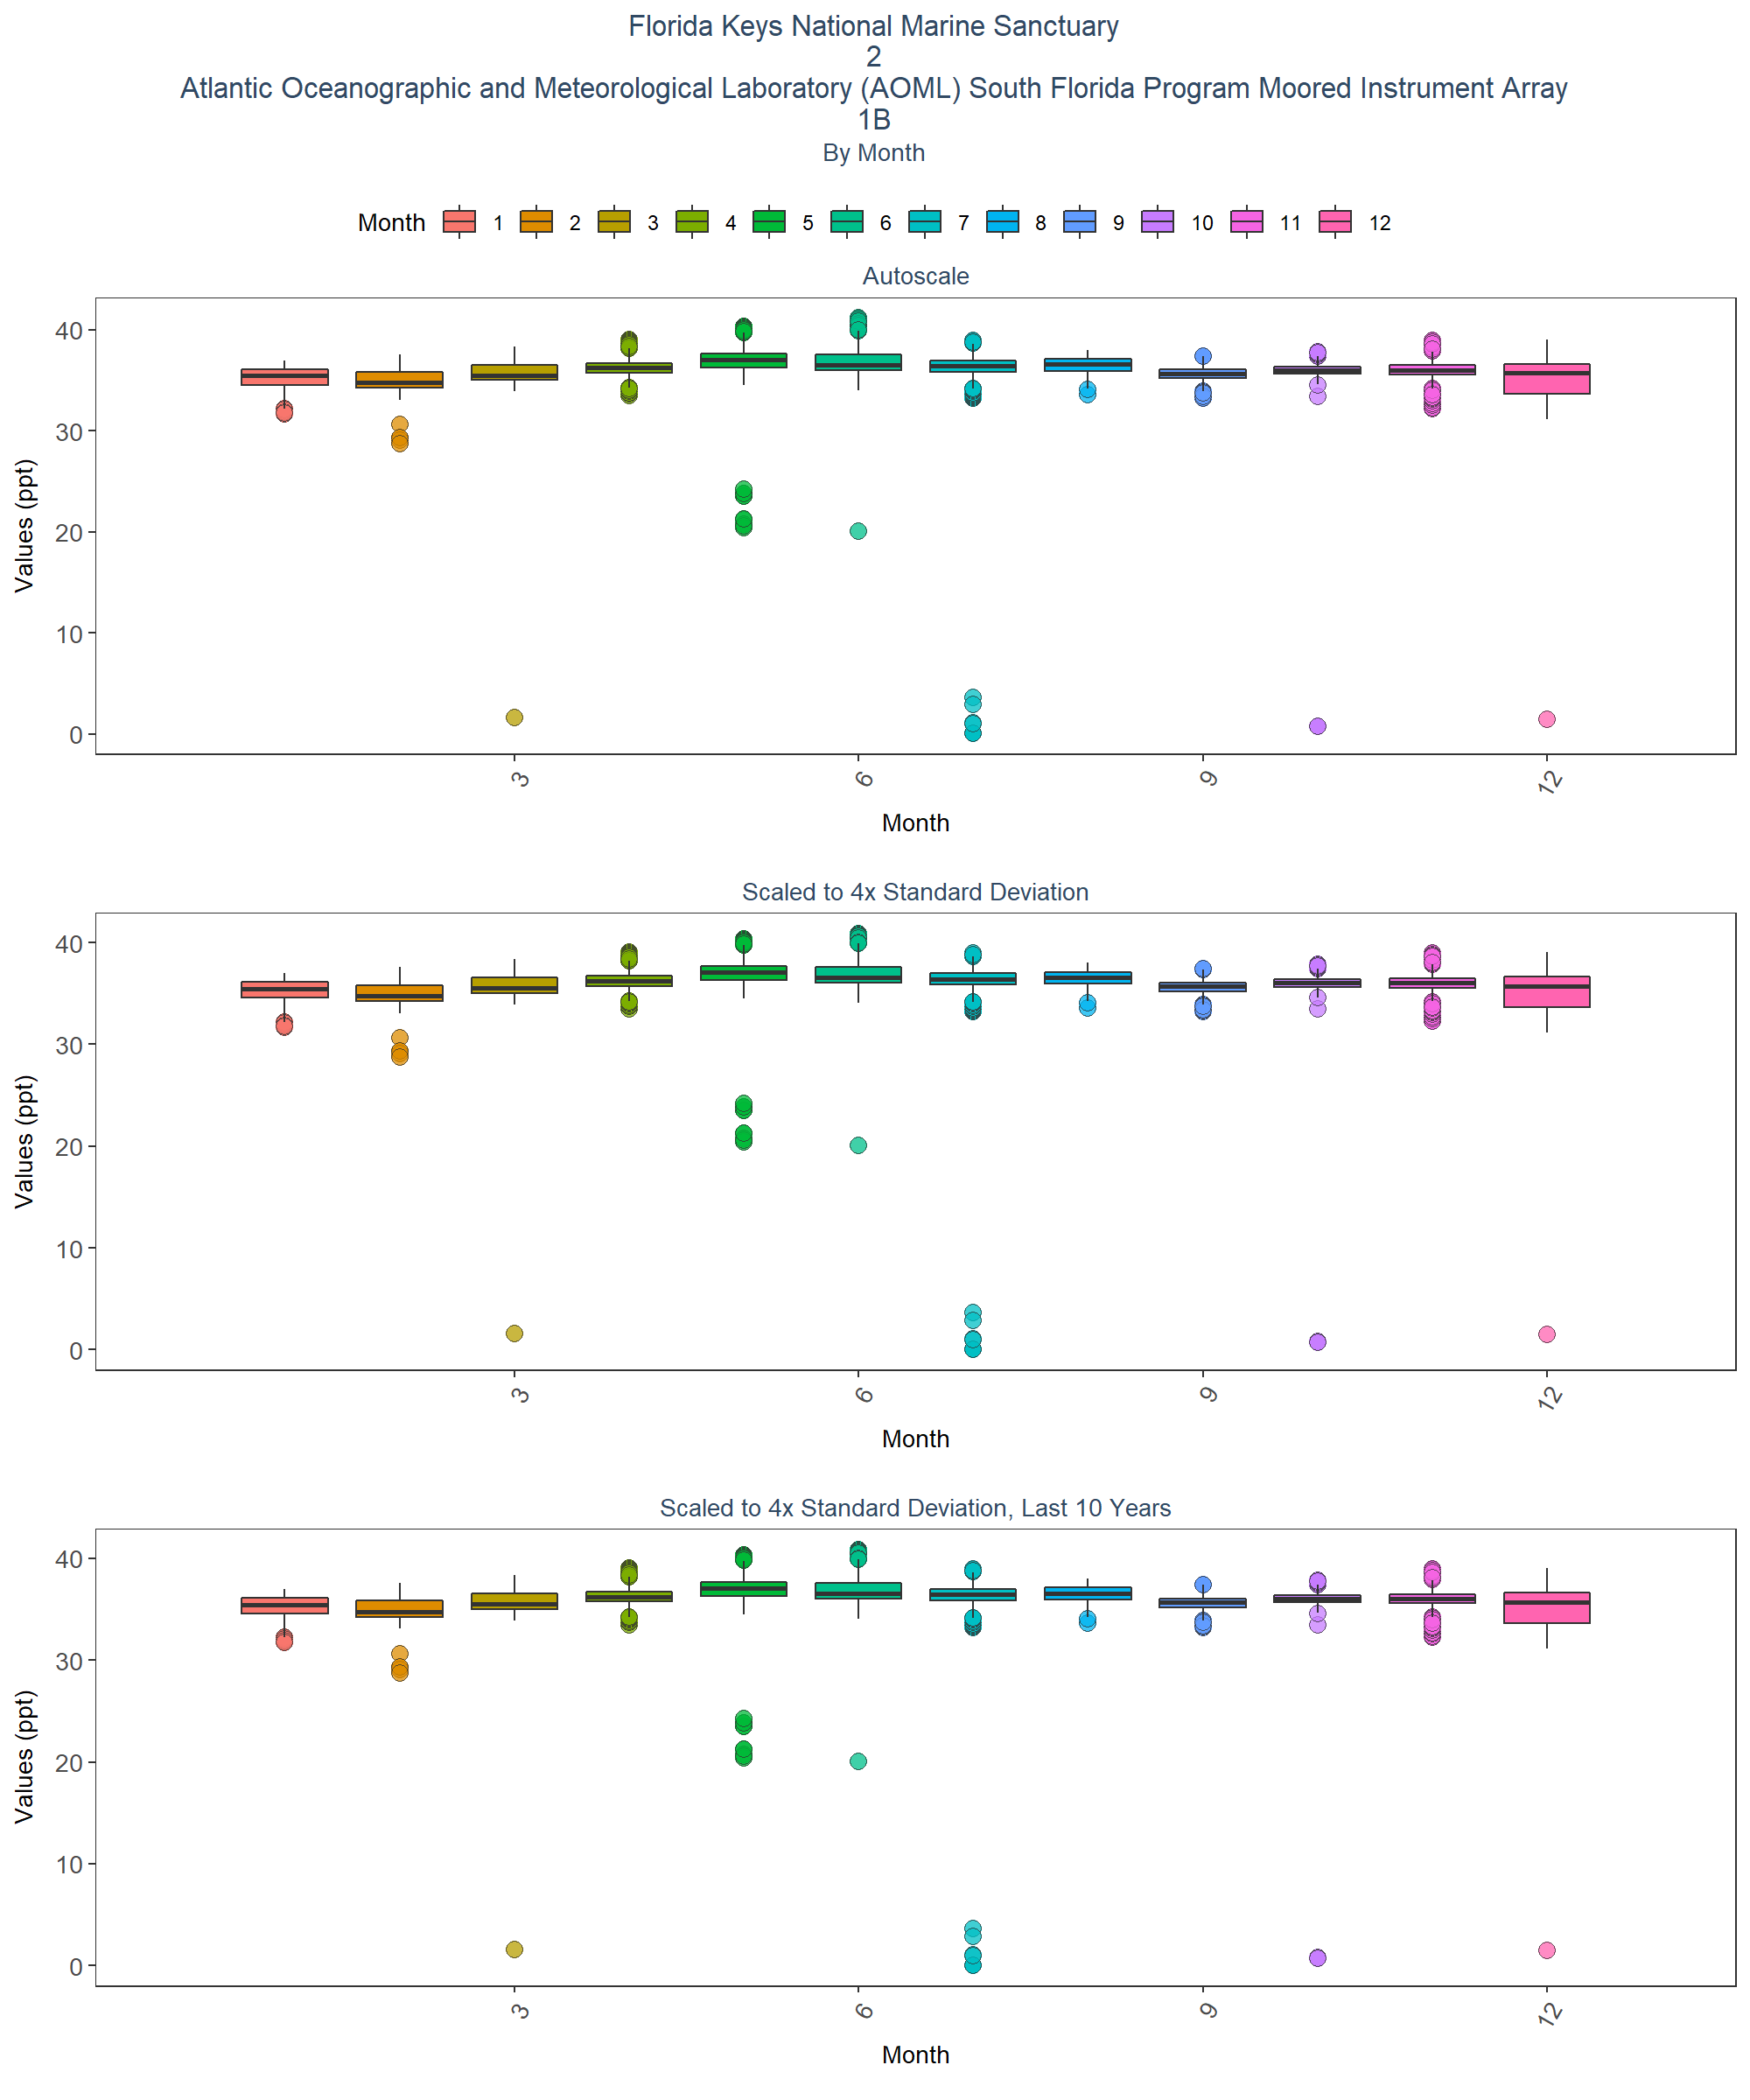 Florida Keys National Marine Sanctuary
2
Atlantic Oceanographic and Meteorological Laboratory (AOML) South Florida Program Moored Instrument Array
1B
By Month
Month 1 2 3 4 5 6 7 8 9 10 11 12
Autoscale
Values (ppt)
40
30
20
10
0
3 6 9 12
Month
Scaled to 4x Standard Deviation
Values (ppt)
40
30
20
10
0
3 6 9 12
Month
Scaled to 4x Standard Deviation, Last 10 Years
Values (ppt)
40
30
20
10
0
3 6 9 12
Month